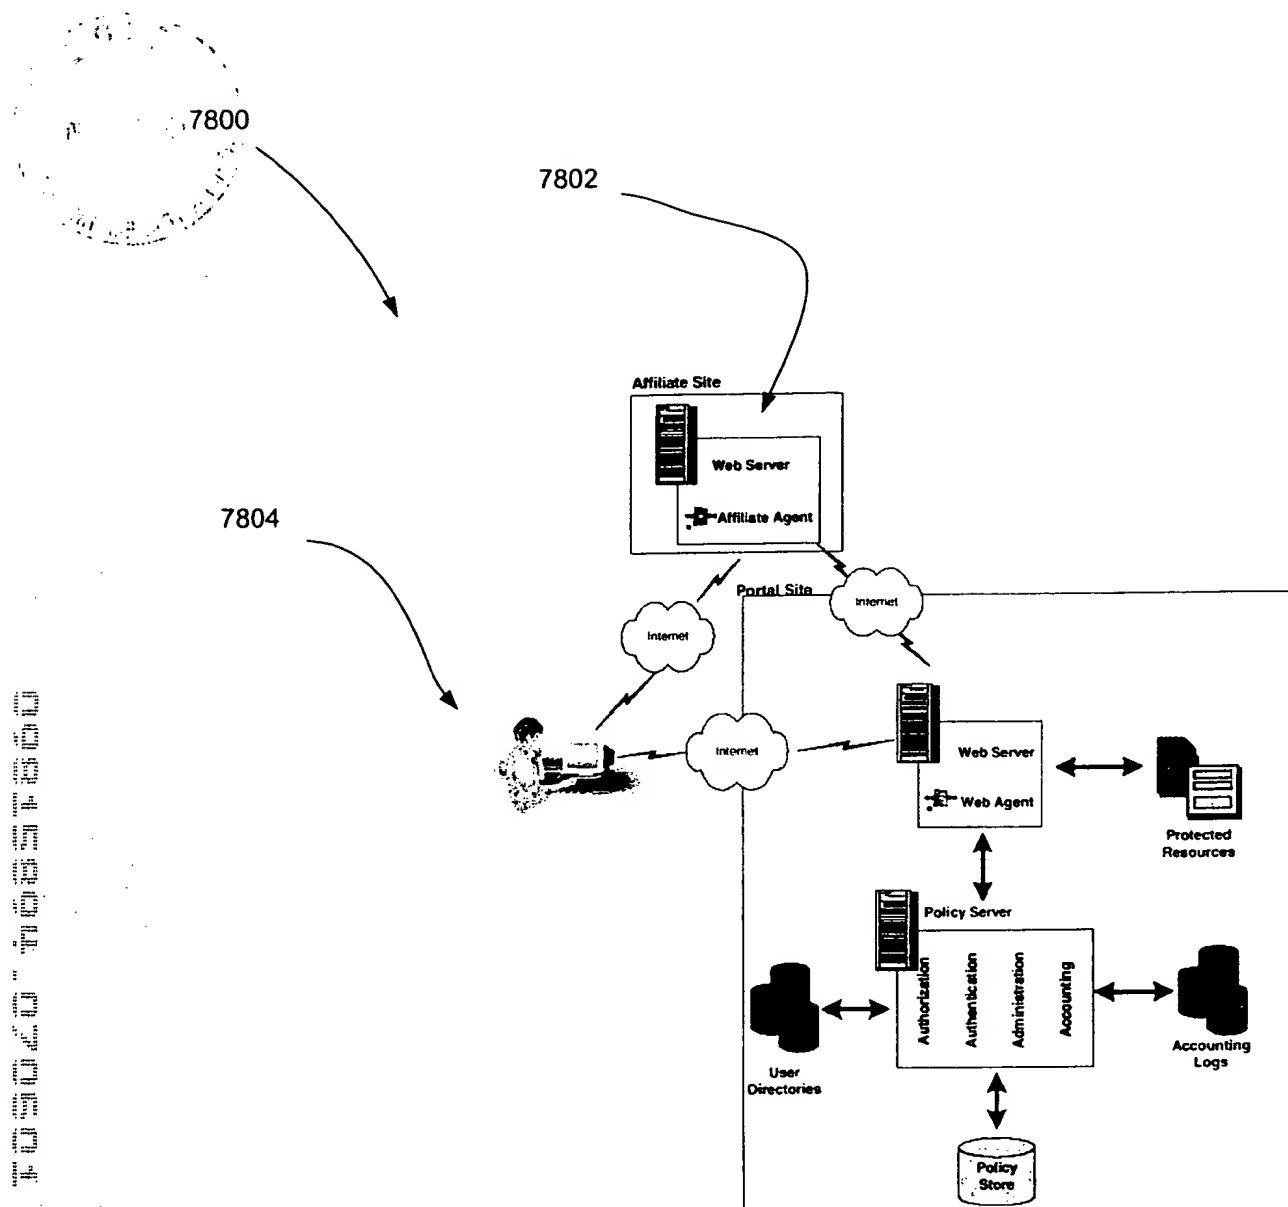 7800
7802
Affiliate Site
Web Server
Affiliate Agent
7804
Portal Site
Internet
Internet
Internet
Web Server
Web Agent
Protected
Resources
Policy Server
Authorization
Authentication
Administration
Accounting
User
Directories
Accounting
Logs
Policy
Store